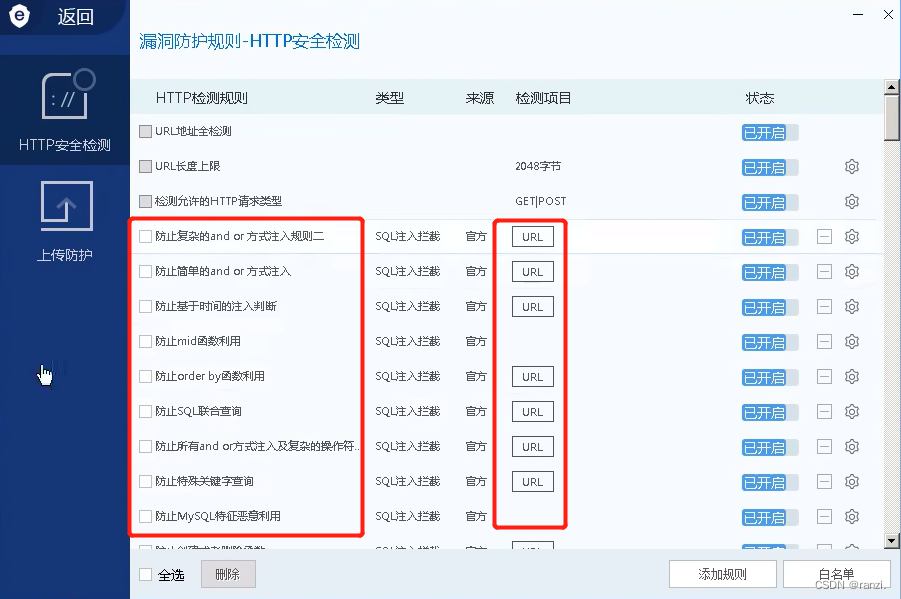 返回
漏洞防护规则-HTTP安全检测
HTTP安全检测
上传防护
HTTP检测规则 类型 来源 检测项目 状态
URL地址全检测 已开启
URL长度上限 2048字节 已开启
检测允许的HTTP请求类型 GET|POST 已开启
防止复杂的and or 方式注入规则二 SQL注入拦截 官方 URL 已开启
防止简单的and or 方式注入 SQL注入拦截 官方 URL 已开启
防止基于时间的注入判断 SQL注入拦截 官方 URL 已开启
防止mid函数利用 SQL注入拦截 官方 已开启
防止order by函数利用 SQL注入拦截 官方 URL 已开启
防止SQL联合查询 SQL注入拦截 官方 URL 已开启
防止所有and or方式注入及复杂的操作符... SQL注入拦截 官方 URL 已开启
防止特殊关键字查询 SQL注入拦截 官方 URL 已开启
防止MySQL特征恶意利用 SQL注入拦截 官方 已开启
全选 删除 添加规则 白名单
CSDN @ranzi.